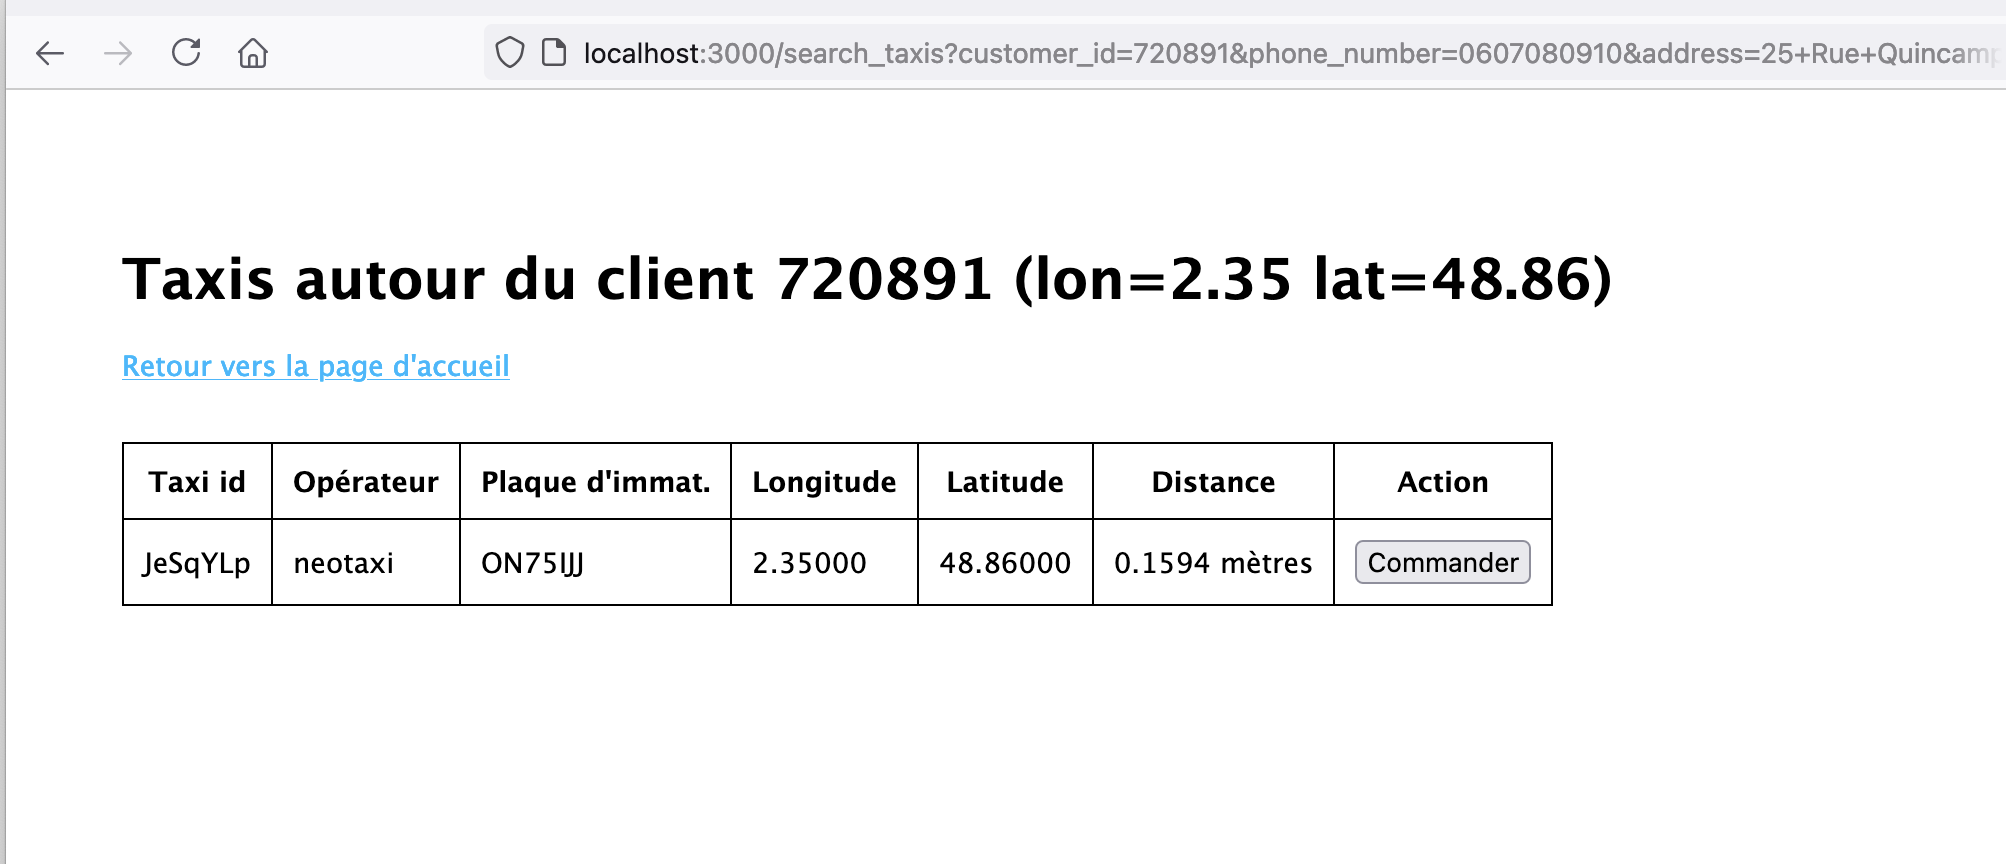 localhost:3000/search_taxis?customer_id=720891&phone_number=0607080910&address=25+Rue+Quincamp
Taxis autour du client 720891 (lon=2.35 lat=48.86)
Retour vers la page d'accueil
Taxi id Opérateur Plaque d'immat. Longitude Latitude Distance Action
JeSqYLp neotaxi ON75IJJ 2.35000 48.86000 0.1594 mètres Commander